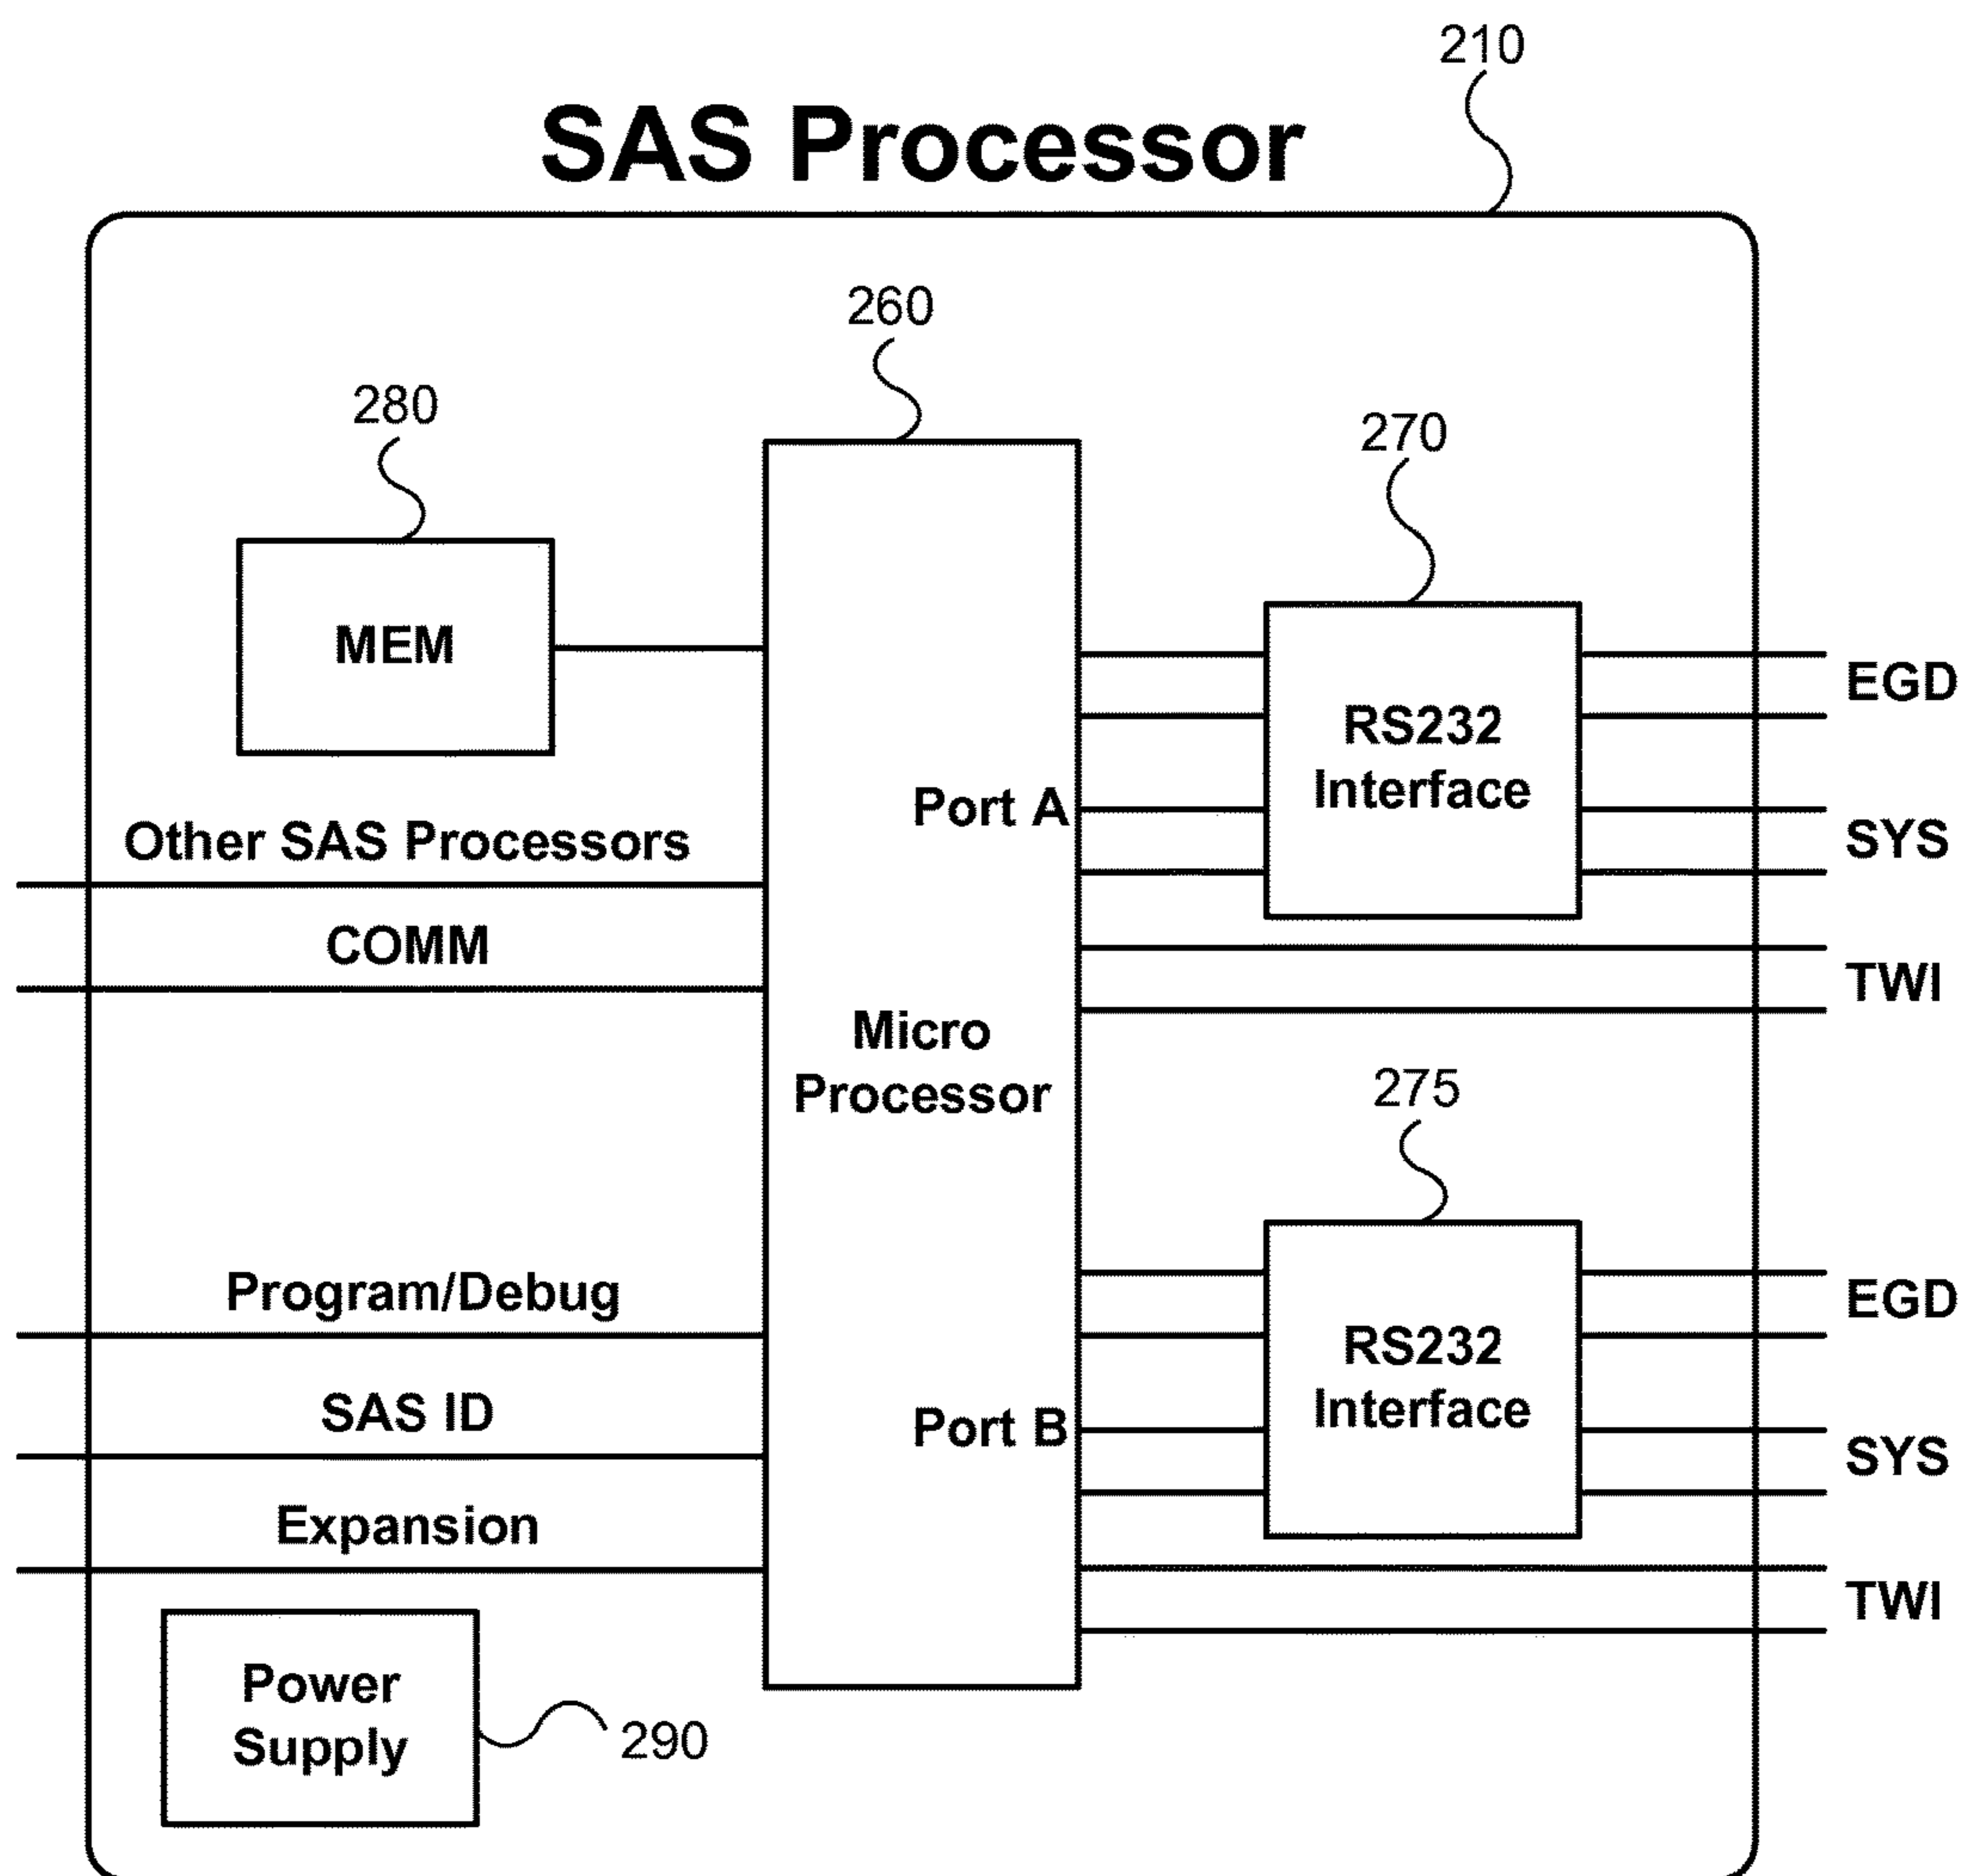 210
SAS Processor
260
280
270
MEM
RS232
Interface
EGD
Port A
Other SAS Processors
SYS
COMM
TWI
Micro
Processor
275
Program/Debug
EGD
RS232
Interface
SAS ID
Port B
SYS
Expansion
TWI
Power
Supply
290